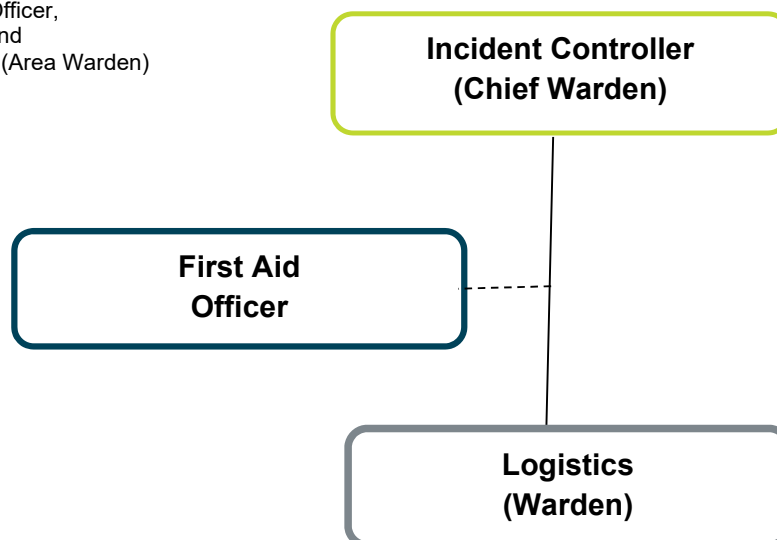 Officer,
nd
(Area Warden)
Incident Controller
(Chief Warden)
First Aid
Officer
Logistics
(Warden)